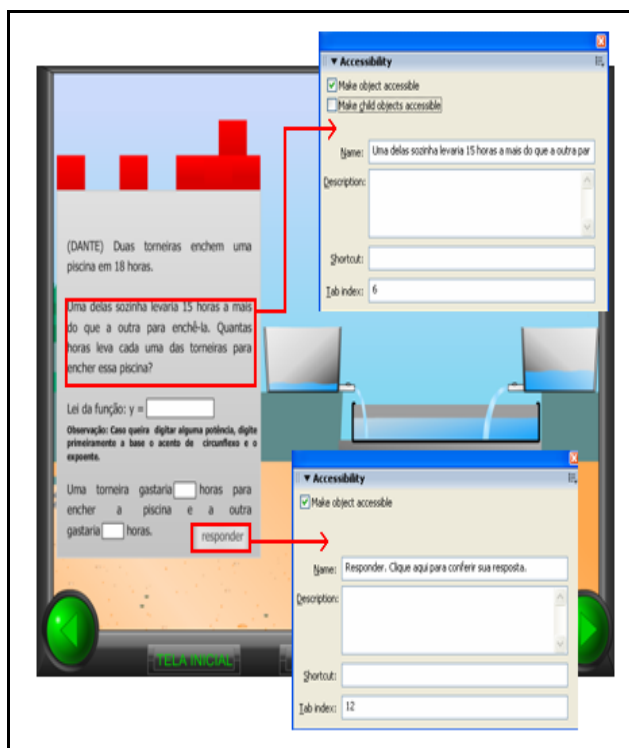 Accessibility
Make object accessible
Make child objects accessible
Name: Uma delas sozinha levaria 15 horas a mais do que a outra par
Description:
Shortcut:
Tab index: 6
(DANTE) Duas torneiras enchem uma
piscina em 18 horas.
Uma delas sozinha levaria 15 horas a mais
do que a outra para enchê-la. Quantas
horas leva cada uma das torneiras para
encher essa piscina?
Lei da função: y =
Observação: Caso queira digitar alguma potência, digite
primeiramente a base o acento de circunflexo e o
expoente.
Uma torneira gastaria horas para
encher a piscina e a outra
gastaria horas.
responder
Accessibility
Make object accessible
Name: Responder. Clique aqui para conferir sua resposta.
Description:
Shortcut:
Tab index: 12
TELA INICIAL